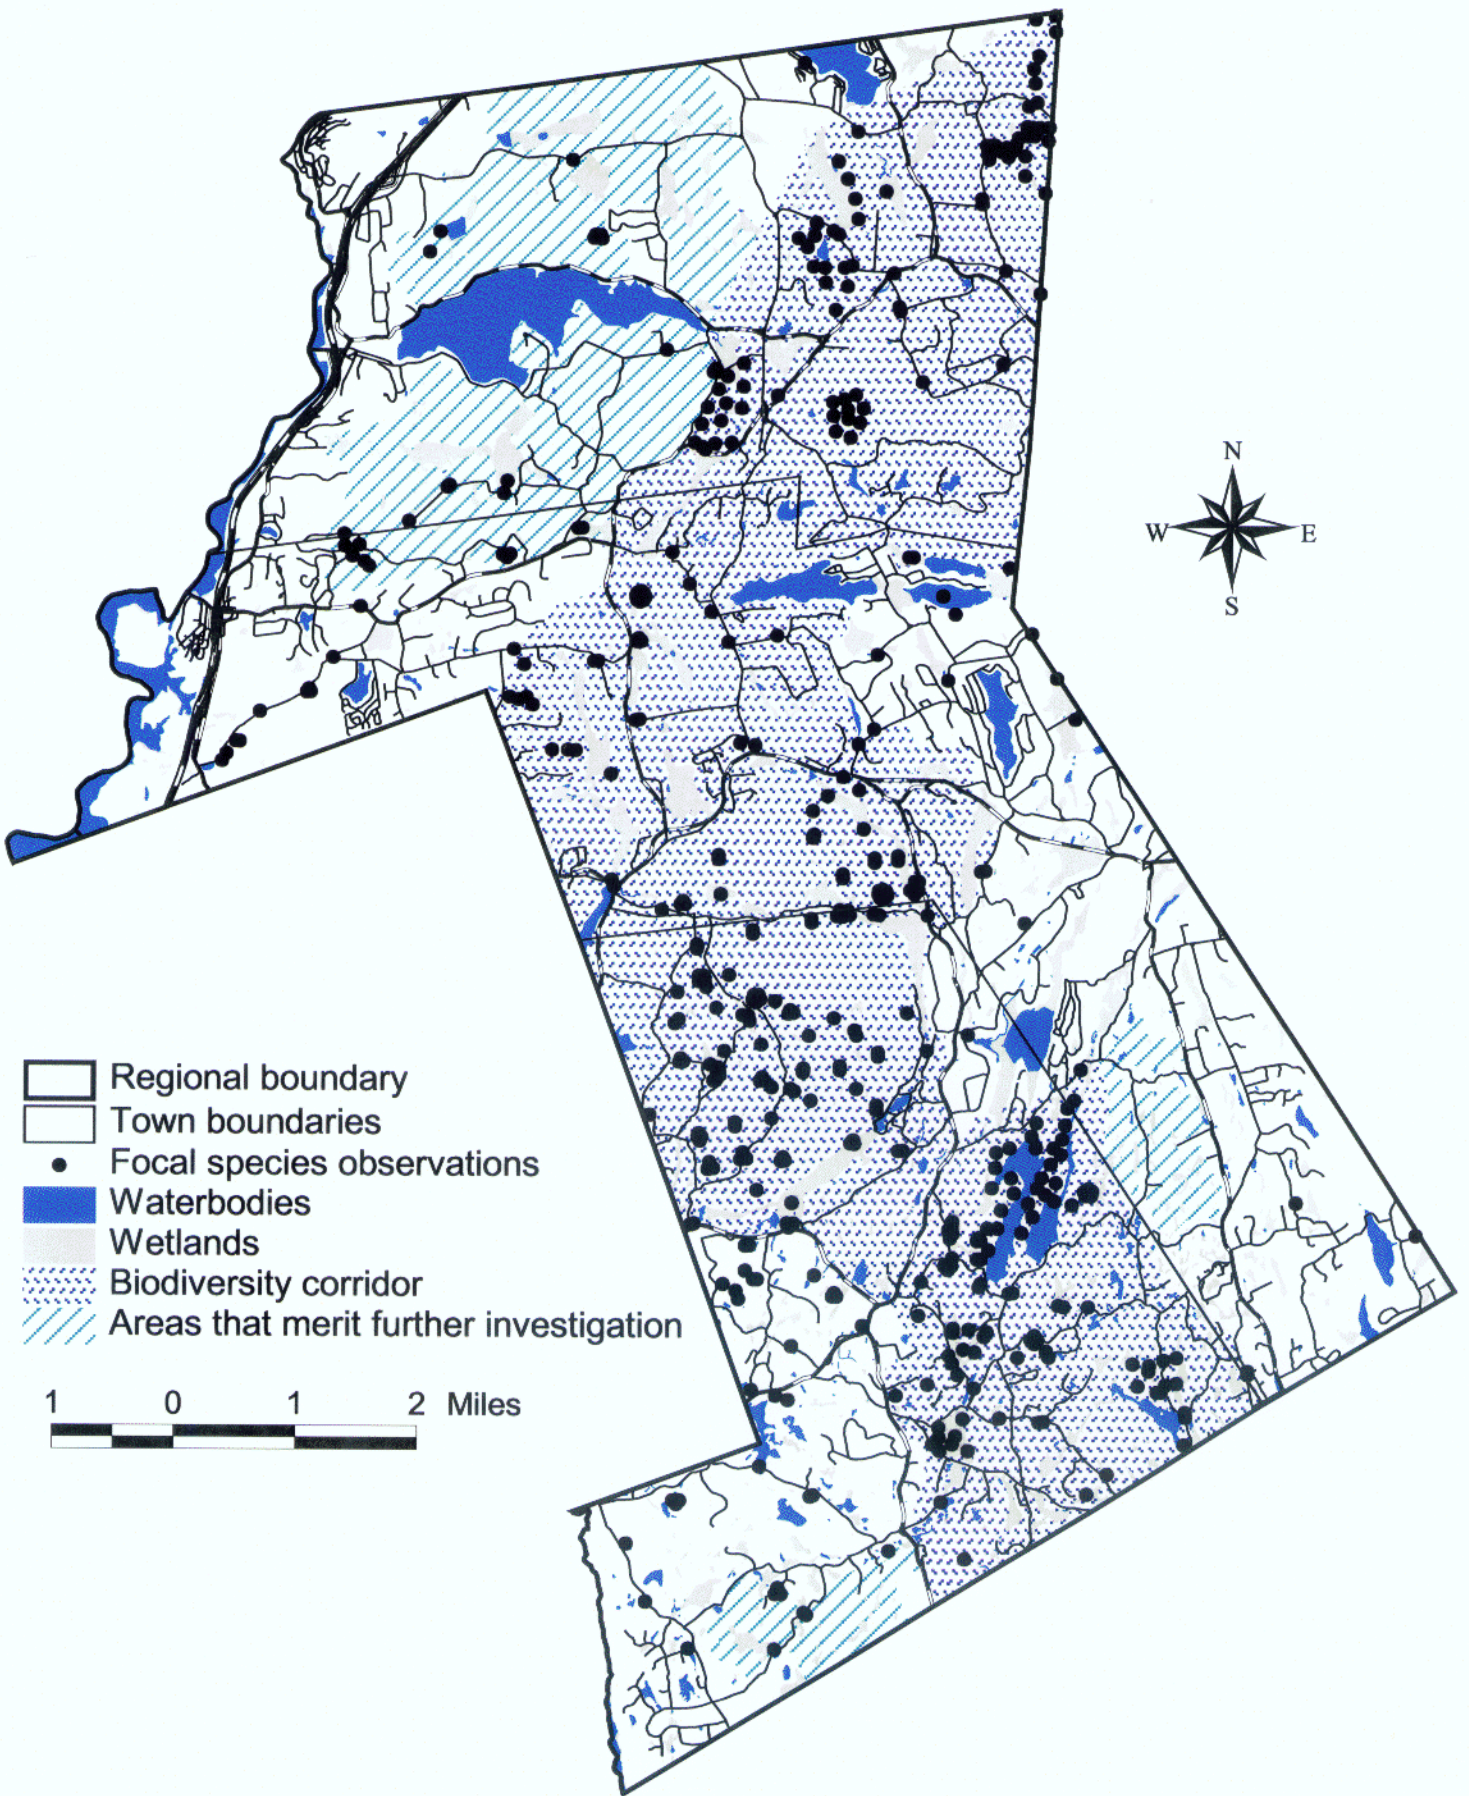 N
W E
S
Regional boundary
Town boundaries
Focal species observations
Waterbodies
Wetlands
Biodiversity corridor
Areas that merit further investigation
1 0 1 2 Miles